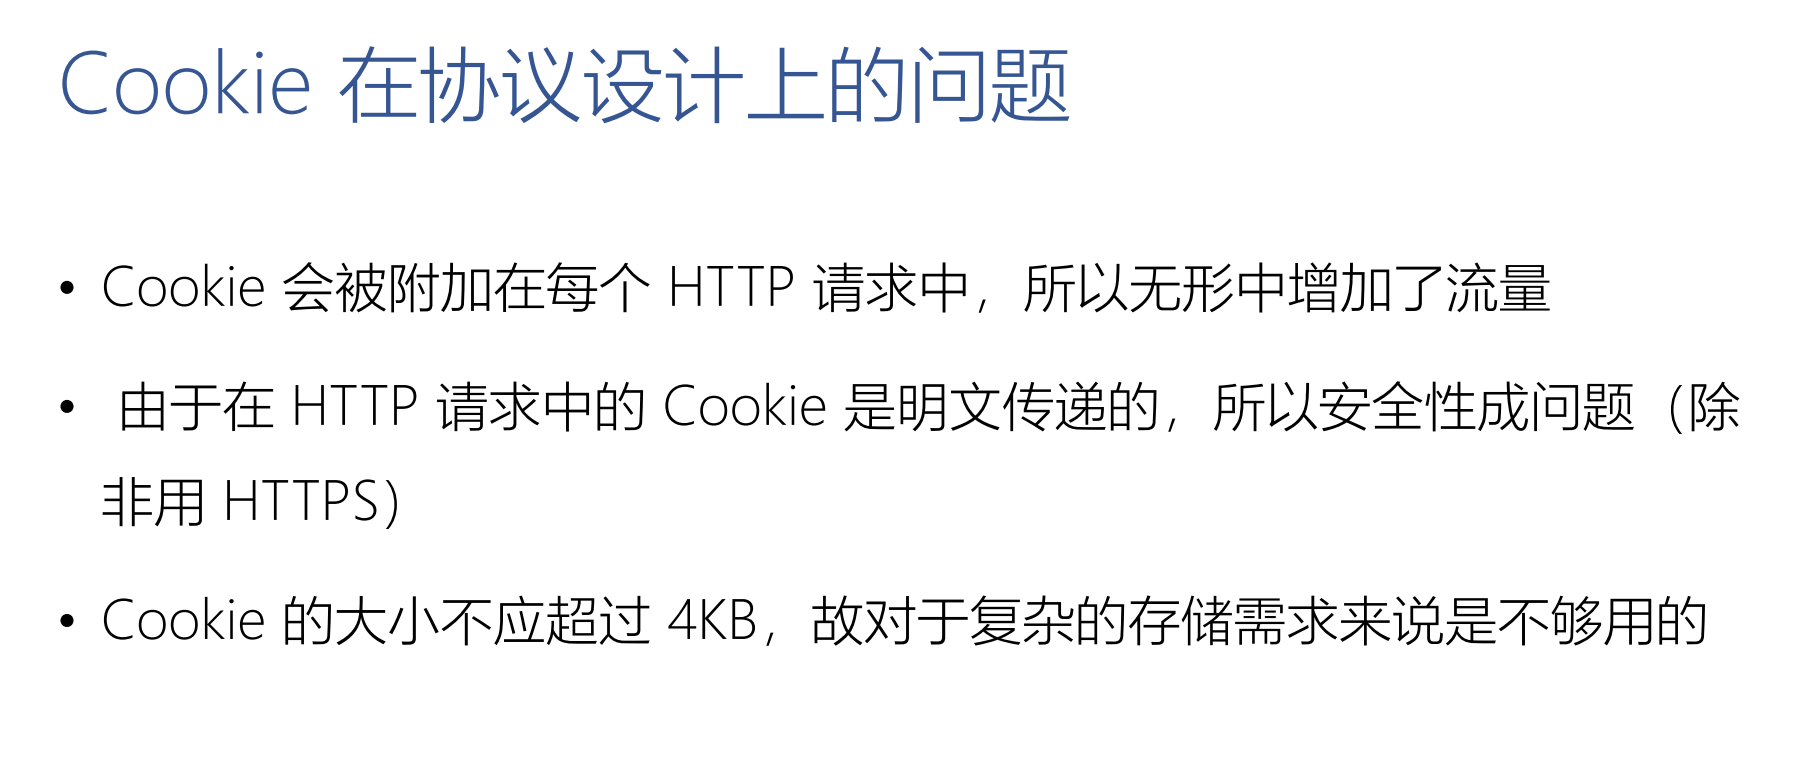 Cookie 在协议设计上的问题
• Cookie 会被附加在每个 HTTP 请求中，所以无形中增加了流量
• 由于在 HTTP 请求中的 Cookie 是明文传递的，所以安全性成问题（除
非用 HTTPS）
• Cookie 的大小不应超过 4KB，故对于复杂的存储需求来说是不够用的